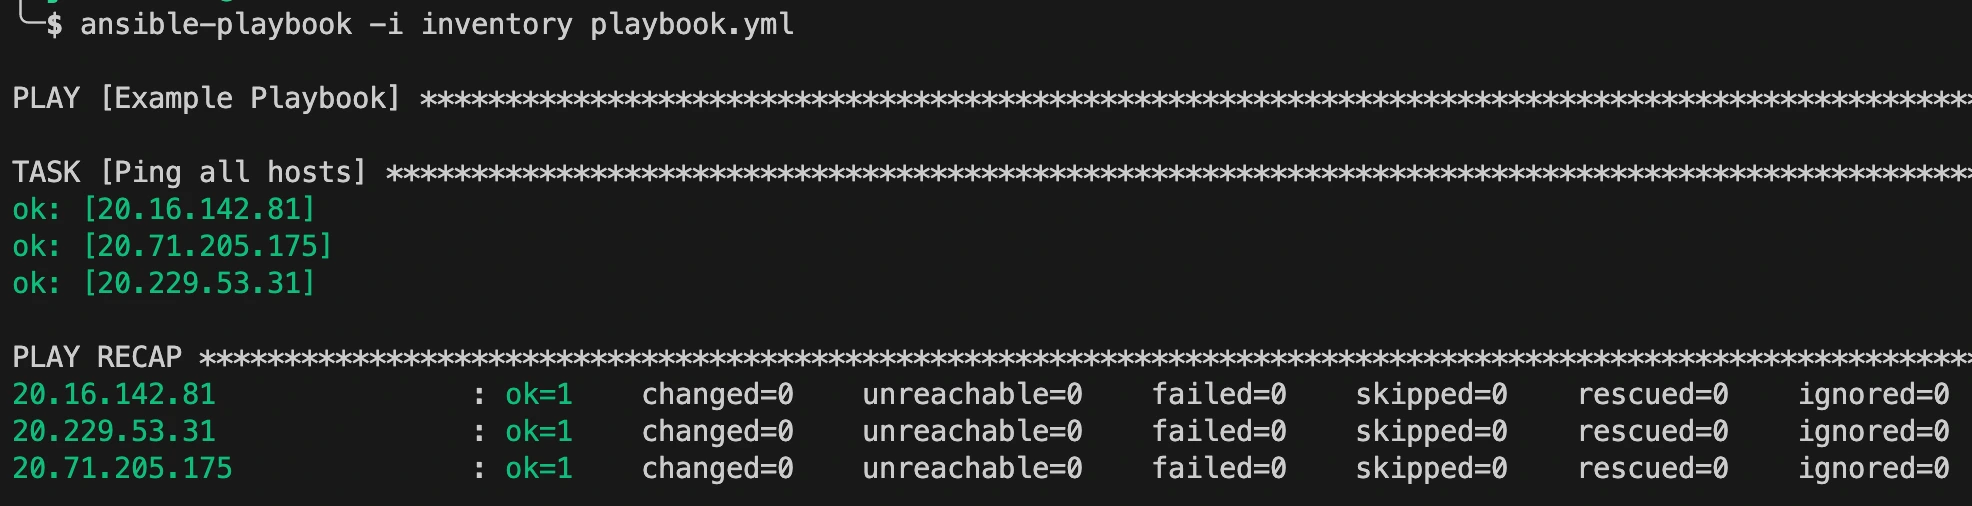 $ ansible-playbook -i inventory playbook.yml
PLAY [Example Playbook] *******************************************************************************************
TASK [Ping all hosts] *********************************************************************************************
ok: [20.16.142.81]
ok: [20.71.205.175]
ok: [20.229.53.31]
PLAY RECAP ********************************************************************************************************
20.16.142.81               : ok=1    changed=0    unreachable=0    failed=0    skipped=0    rescued=0    ignored=0
20.229.53.31               : ok=1    changed=0    unreachable=0    failed=0    skipped=0    rescued=0    ignored=0
20.71.205.175              : ok=1    changed=0    unreachable=0    failed=0    skipped=0    rescued=0    ignored=0